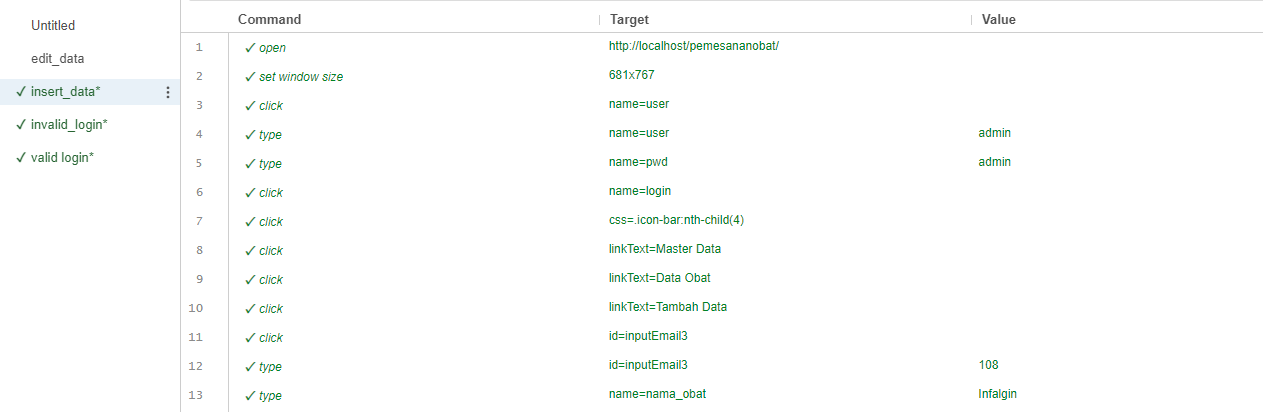 Untitled
edit_data
✓ insert_data*
✓ invalid_login*
✓ valid login*
Command Target Value
1 ✓ open http://localhost/pemesananobat/
2 ✓ set window size 681x767
3 ✓ click name=user
4 ✓ type name=user admin
5 ✓ type name=pwd admin
6 ✓ click name=login
7 ✓ click css=.icon-bar:nth-child(4)
8 ✓ click linkText=Master Data
9 ✓ click linkText=Data Obat
10 ✓ click linkText=Tambah Data
11 ✓ click id=inputEmail3
12 ✓ type id=inputEmail3 108
13 ✓ type name=nama_obat Infalgin